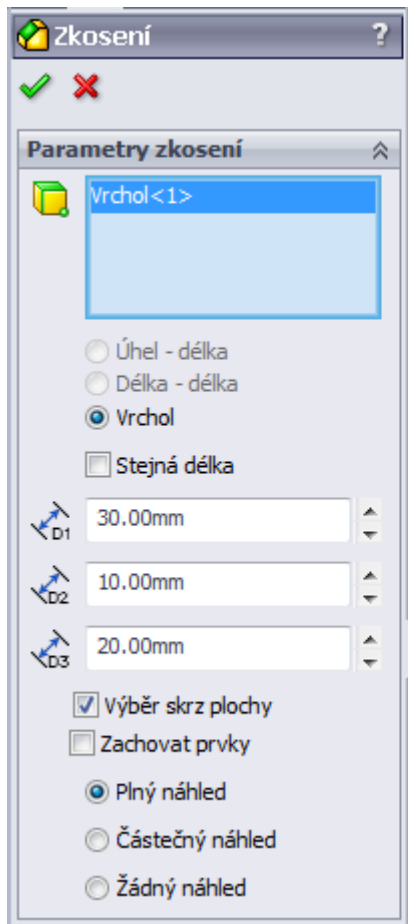 Zkosení ?
Parametry zkosení
Vrchol<1>
Úhel - délka
Délka - délka
Vrchol
Stejná délka
D1 30.00mm
D2 10.00mm
D3 20.00mm
Výběr skrz plochy
Zachovat prvky
Plný náhled
Částečný náhled
Žádný náhled